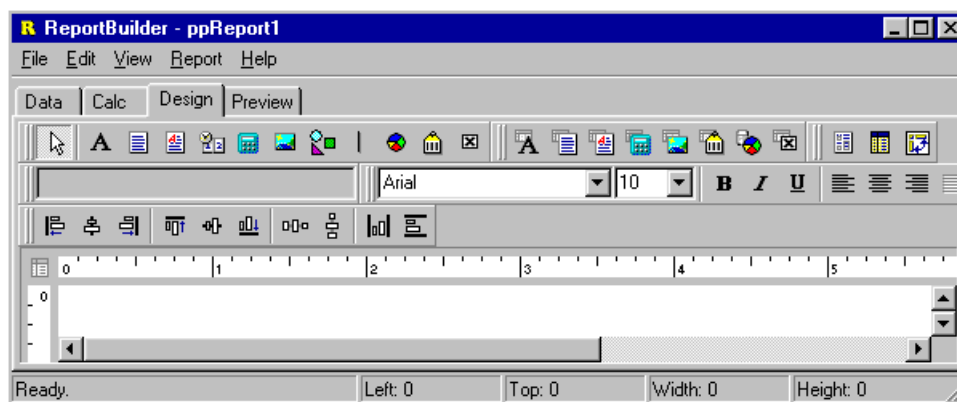 ReportBuilder - ppReport1
File Edit View Report Help
Data Calc Design Preview
Arial 10 B I U
0 1 2 3 4 5
0
Ready. Left: 0 Top: 0 Width: 0 Height: 0